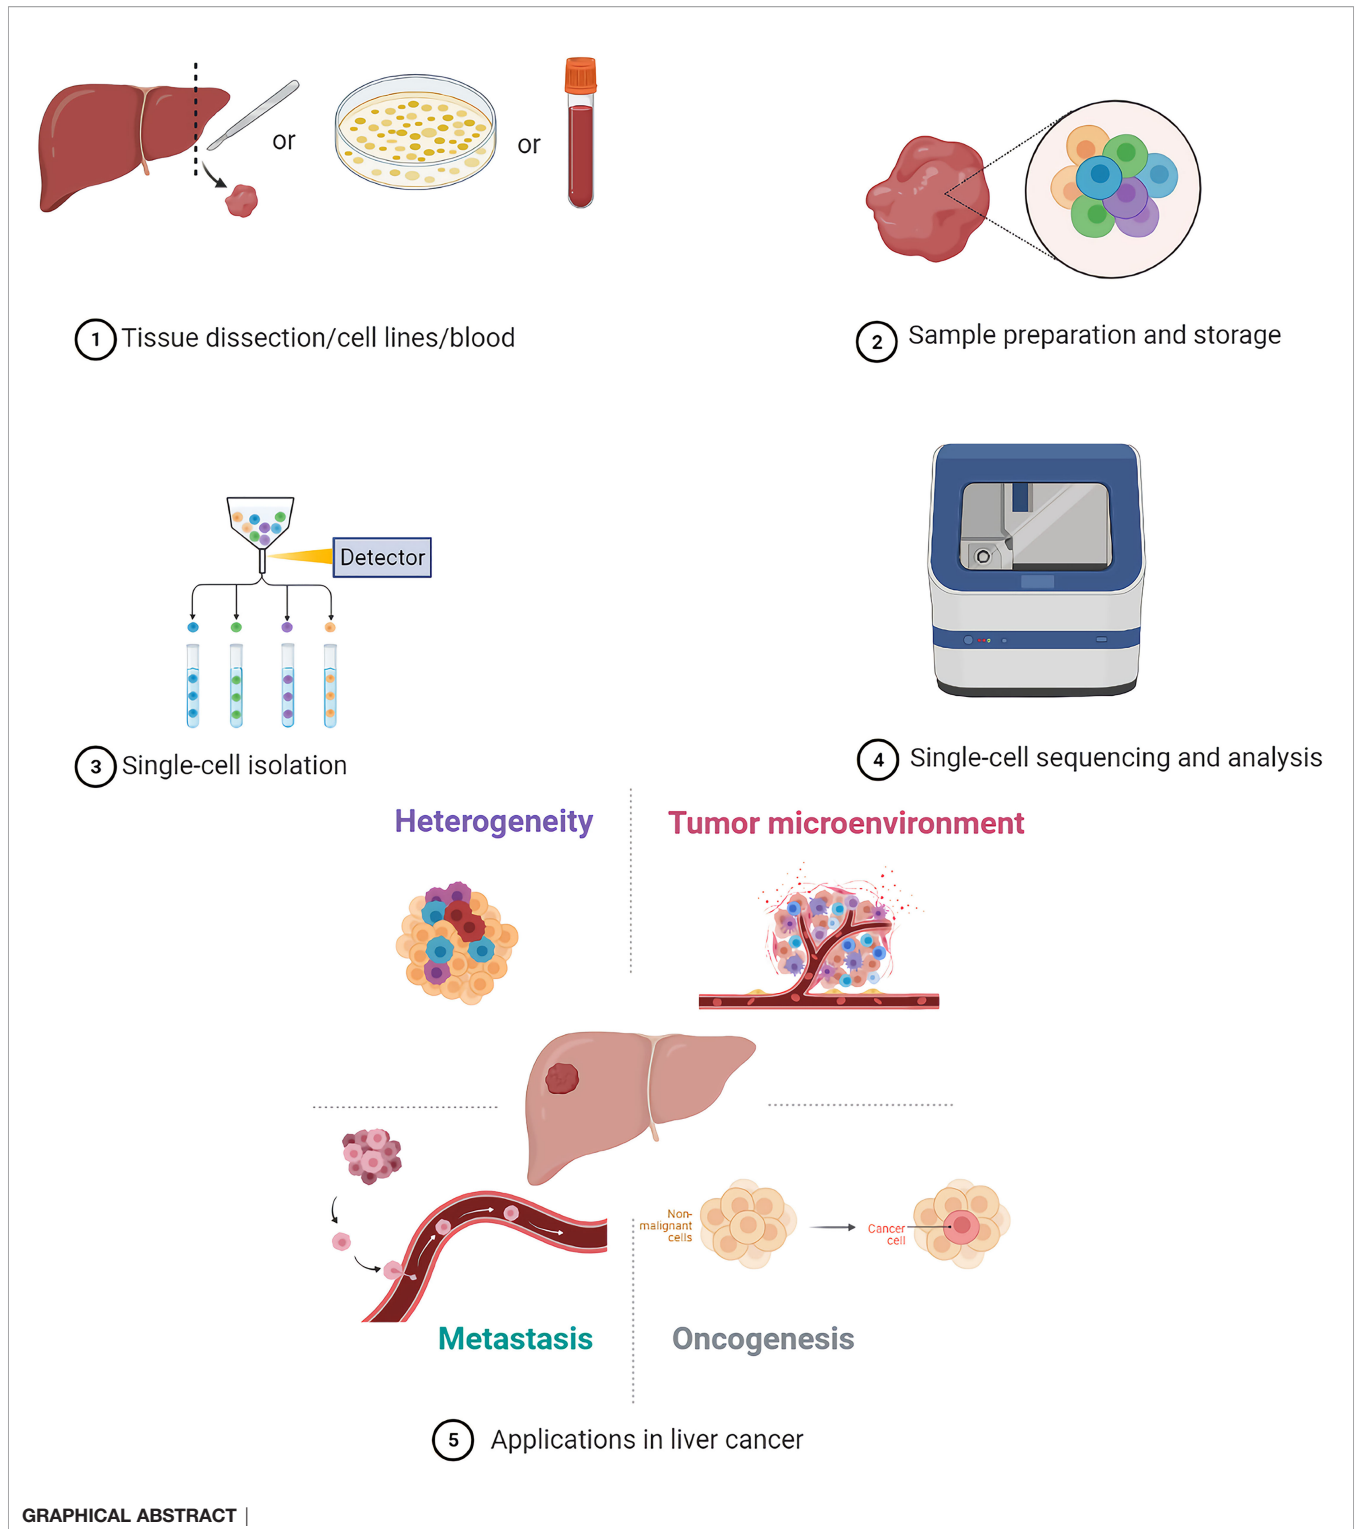 or
or
1 Tissue dissection/cell lines/blood
2 Sample preparation and storage
Detector
3 Single-cell isolation
4 Single-cell sequencing and analysis
Heterogeneity
Tumor microenvironment
Non-
malignant
cells
Cancer
cell
Metastasis
Oncogenesis
5 Applications in liver cancer
GRAPHICAL ABSTRACT |